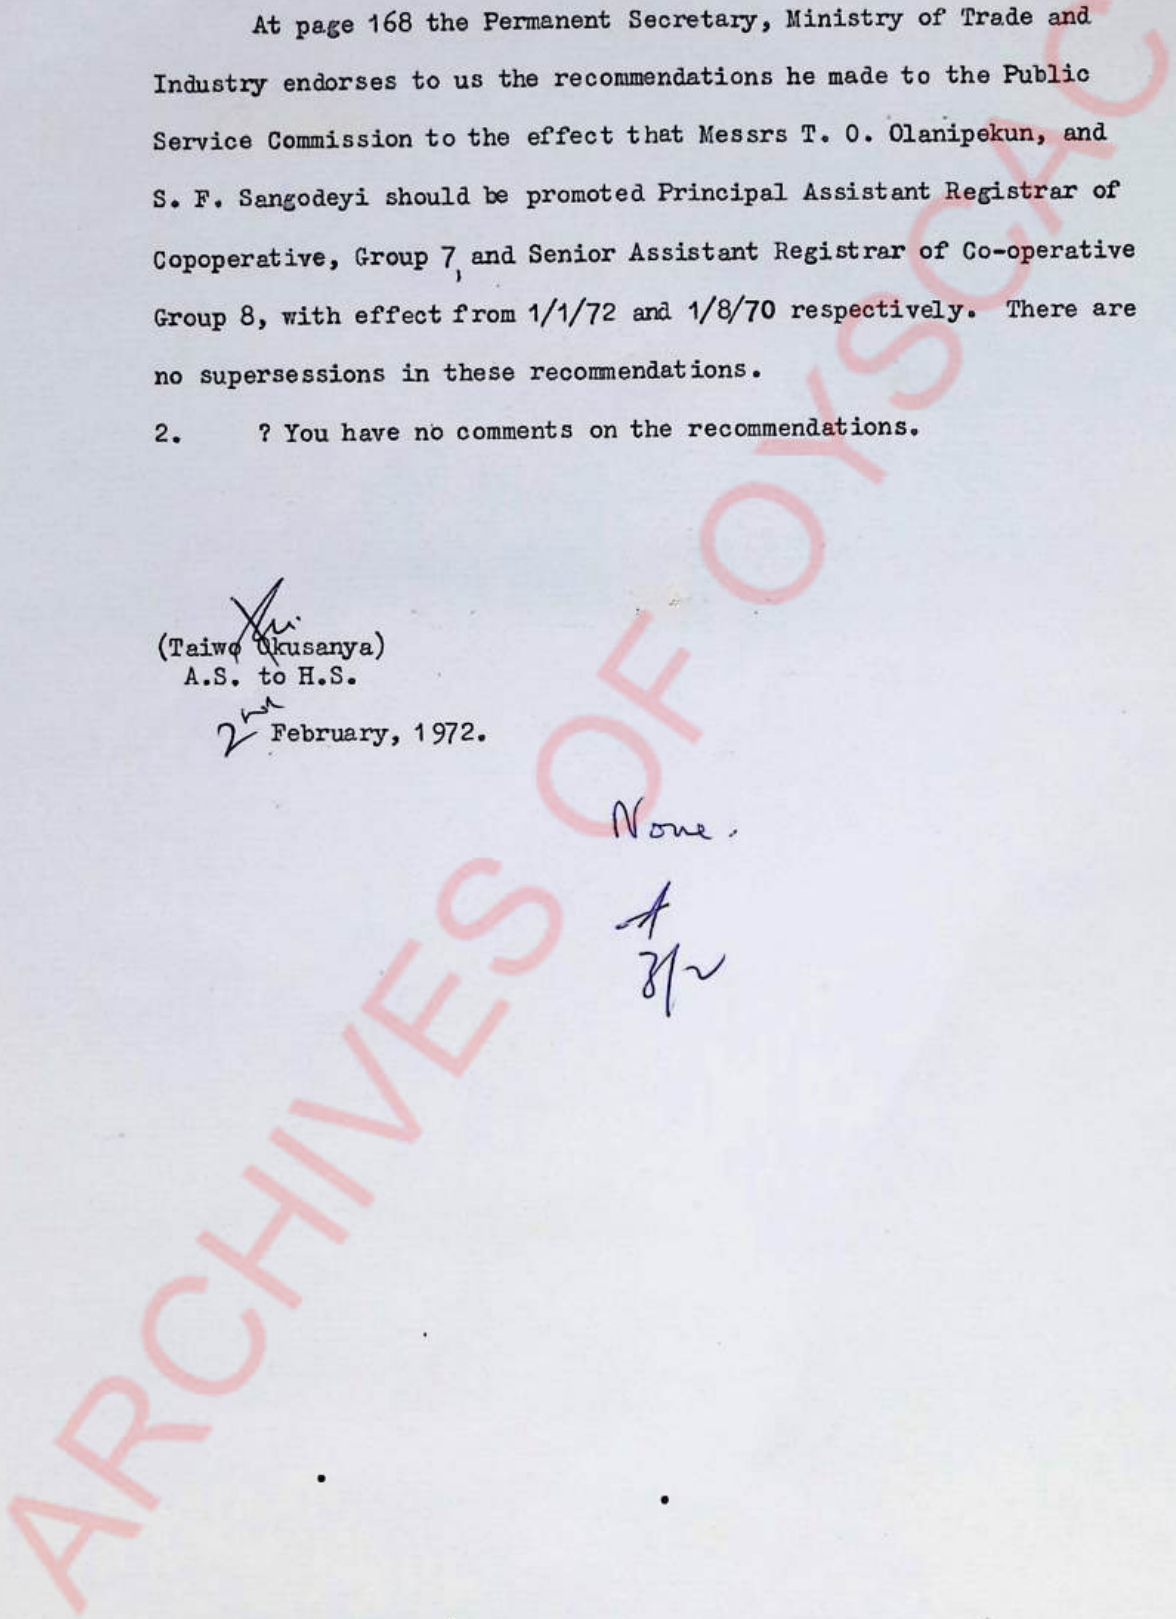 At page 168 the Permanent Secretary, Ministry of Trade and
Industry endorses to us the recommendations he made to the Public
Service Commission to the effect that Messrs T. O. Olanipekun, and
S. F. Sangodeyi should be promoted Principal Assistant Registrar of
Copoperative, Group 7, and Senior Assistant Registrar of Co-operative
Group 8, with effect from 1/1/72 and 1/8/70 respectively. There are
no supersessions in these recommendations.
2. ? You have no comments on the recommendations.
(Taiwo Okusanya)
A.S. to H.S.
2nd February, 1972.
None.
3/2
ARCHIVES OF OYSCAC